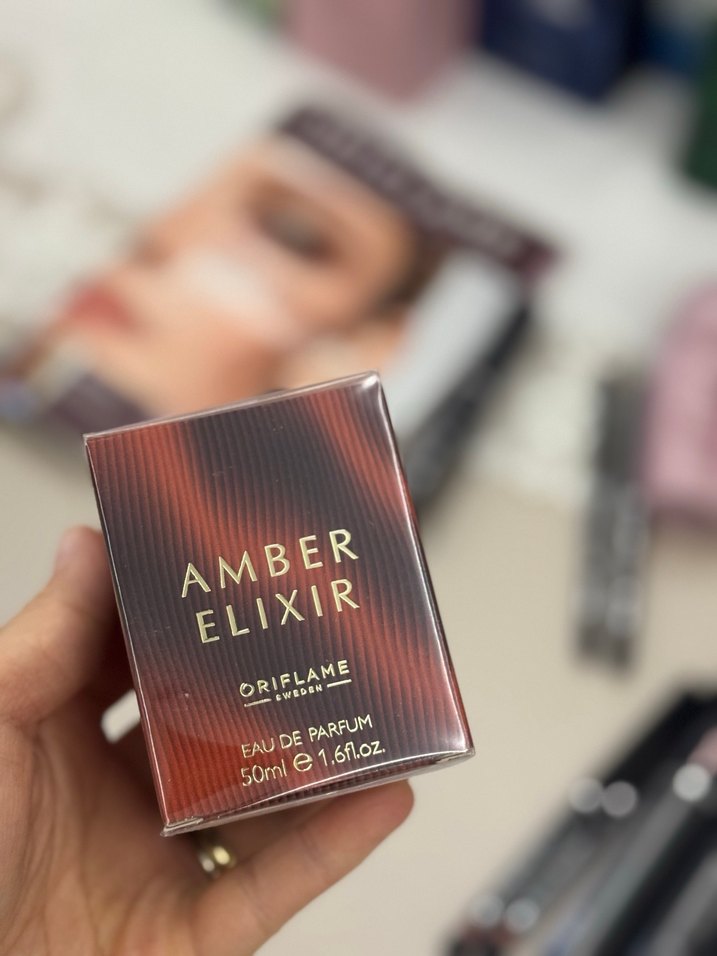 AMBER
ELIXIR
ORIFLAME
SWEDEN
EAU DE PARFUM
50ml e 1.6fl.oz.